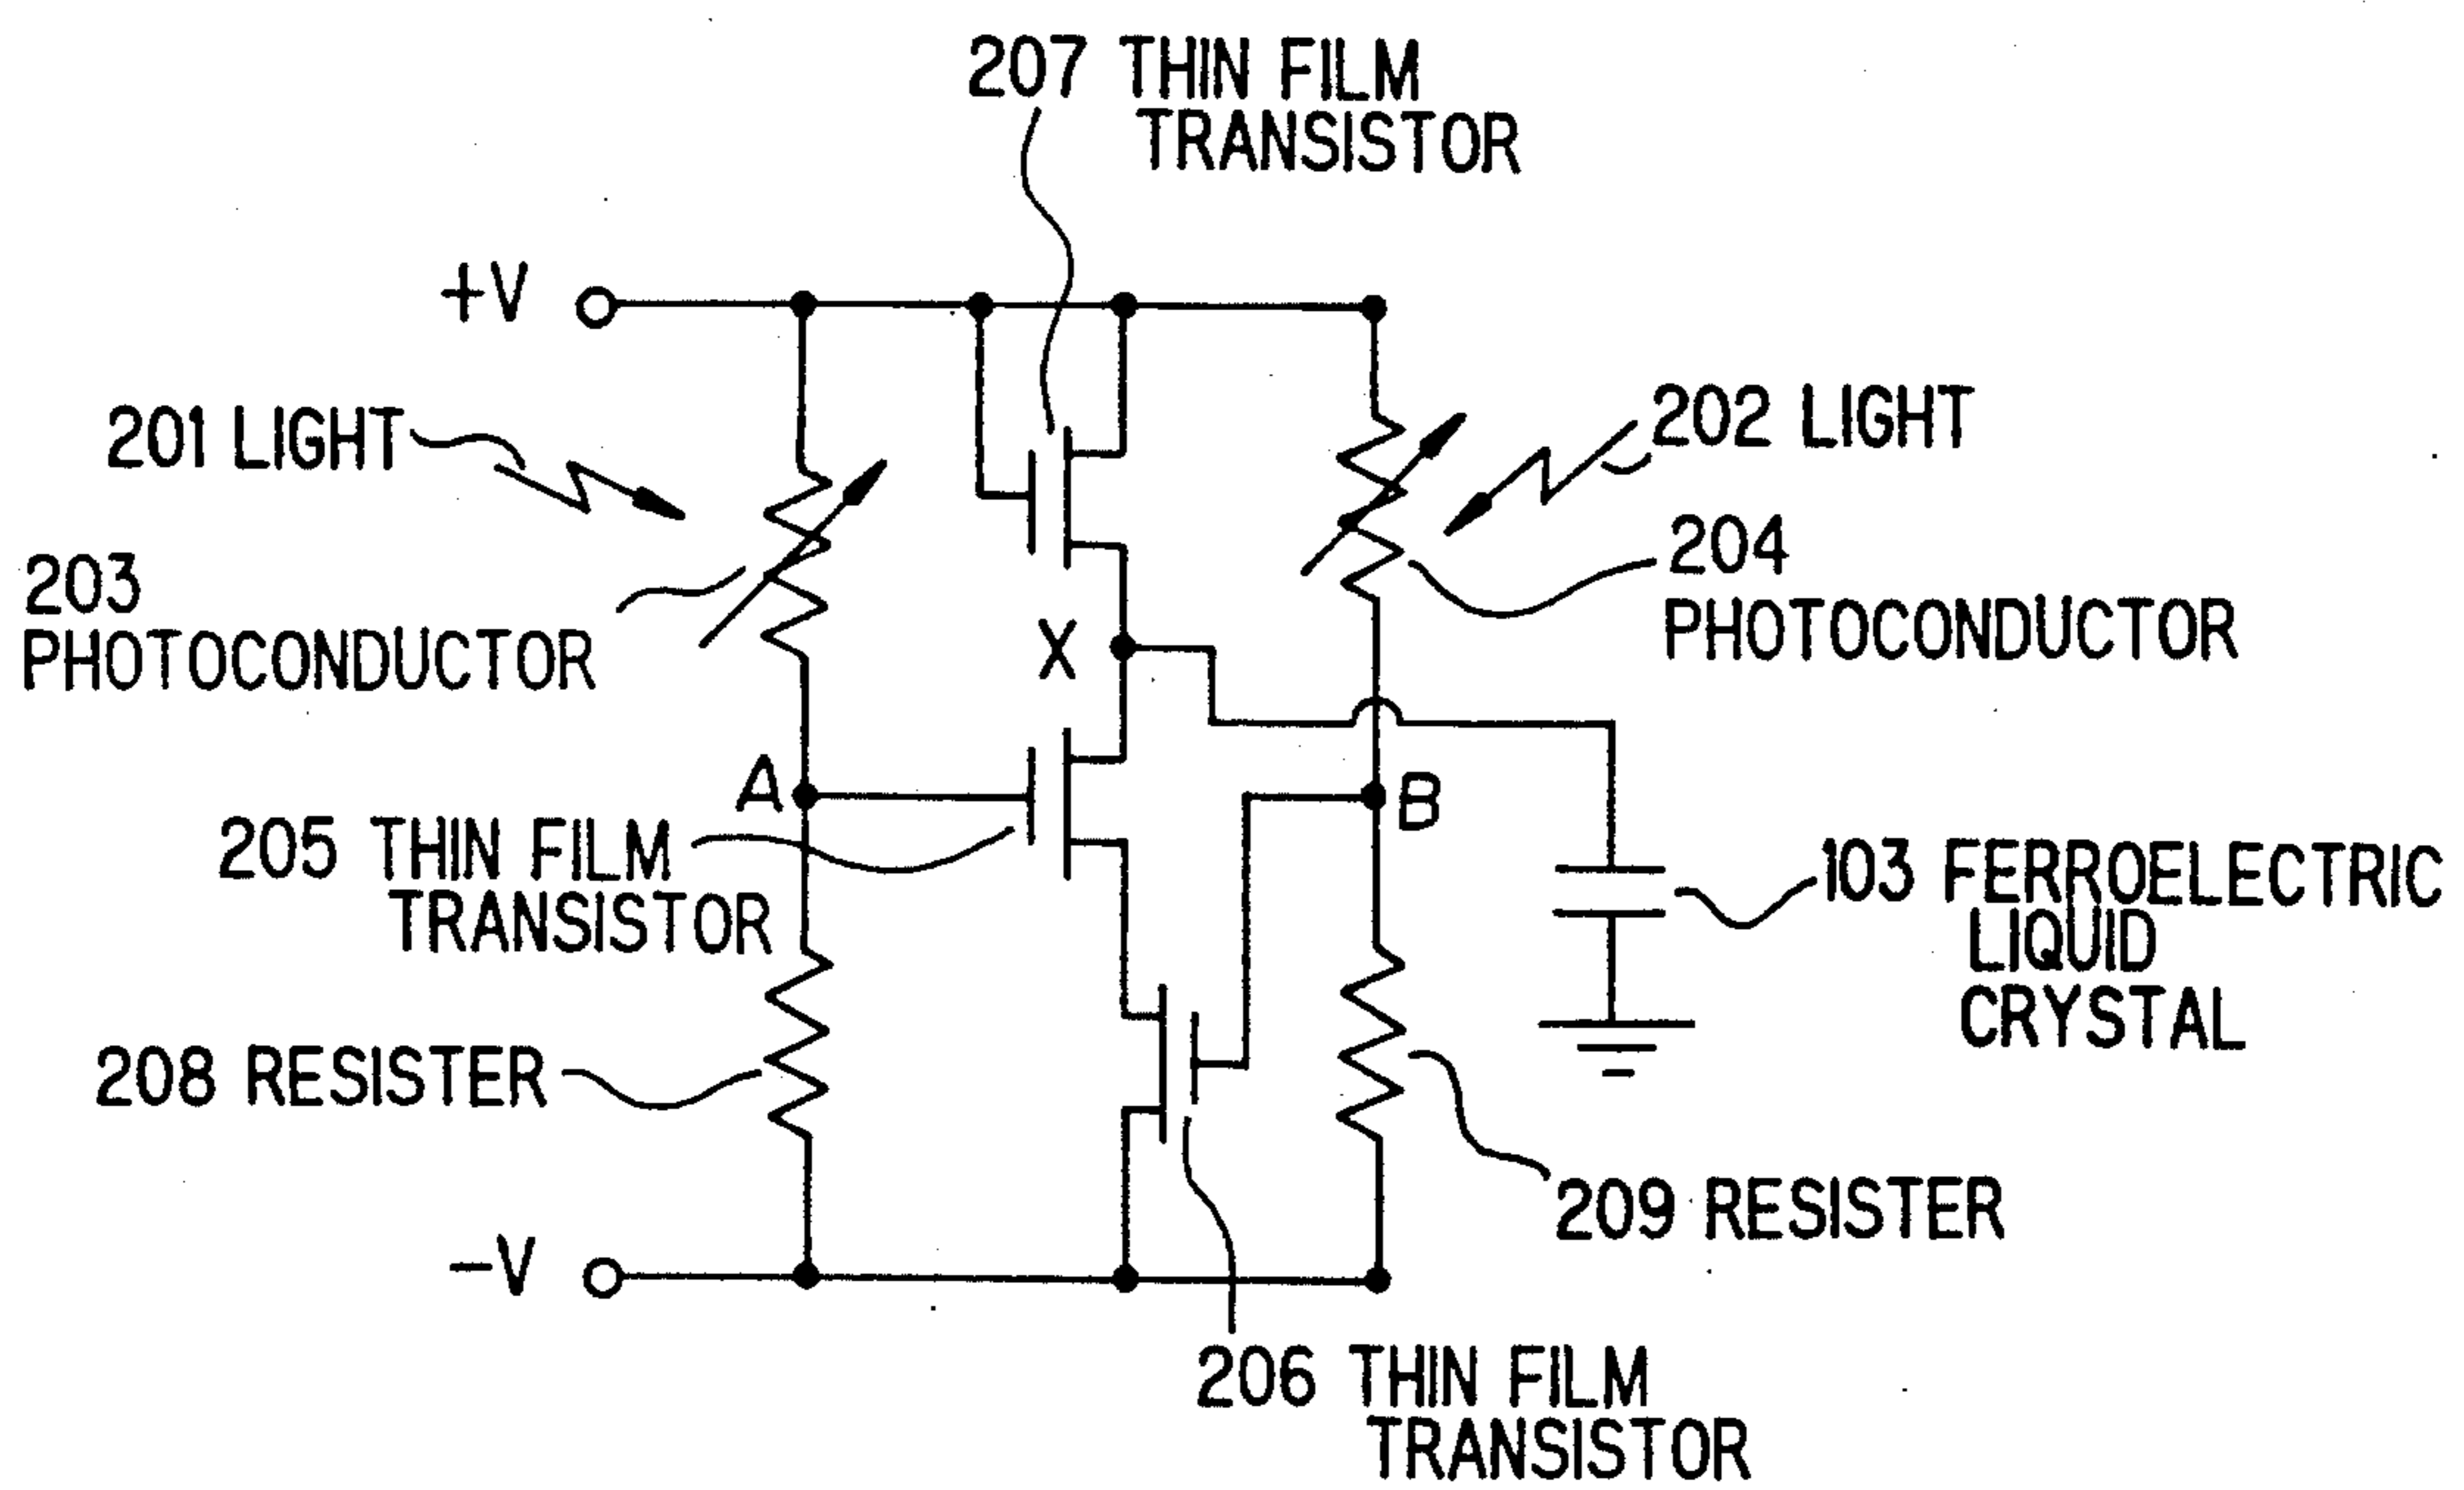 207 THIN FILM
TRANSISTOR
+V
201 LIGHT
202 LIGHT
203
PHOTOCONDUCTOR
204
PHOTOCONDUCTOR
X
A
B
205 THIN FILM
TRANSISTOR
103 FERROELECTRIC
LIQUID
CRYSTAL
208 RESISTER
209 RESISTER
-V
206 THIN FILM
TRANSISTOR